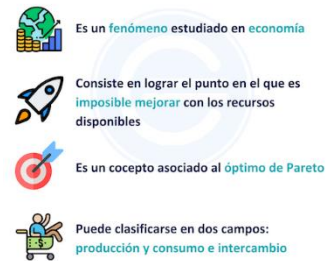 Es un fenómeno estudiado en economía
Consiste en lograr el punto en el que es
imposible mejorar con los recursos
disponibles
Es un cocepto asociado al óptimo de Pareto
Puede clasificarse en dos campos:
producción y consumo e intercambio